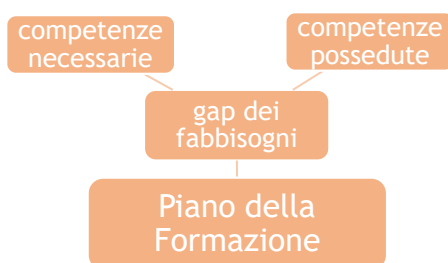 competenze
necessarie
competenze
possedute
gap dei
fabbisogni
Piano della
Formazione